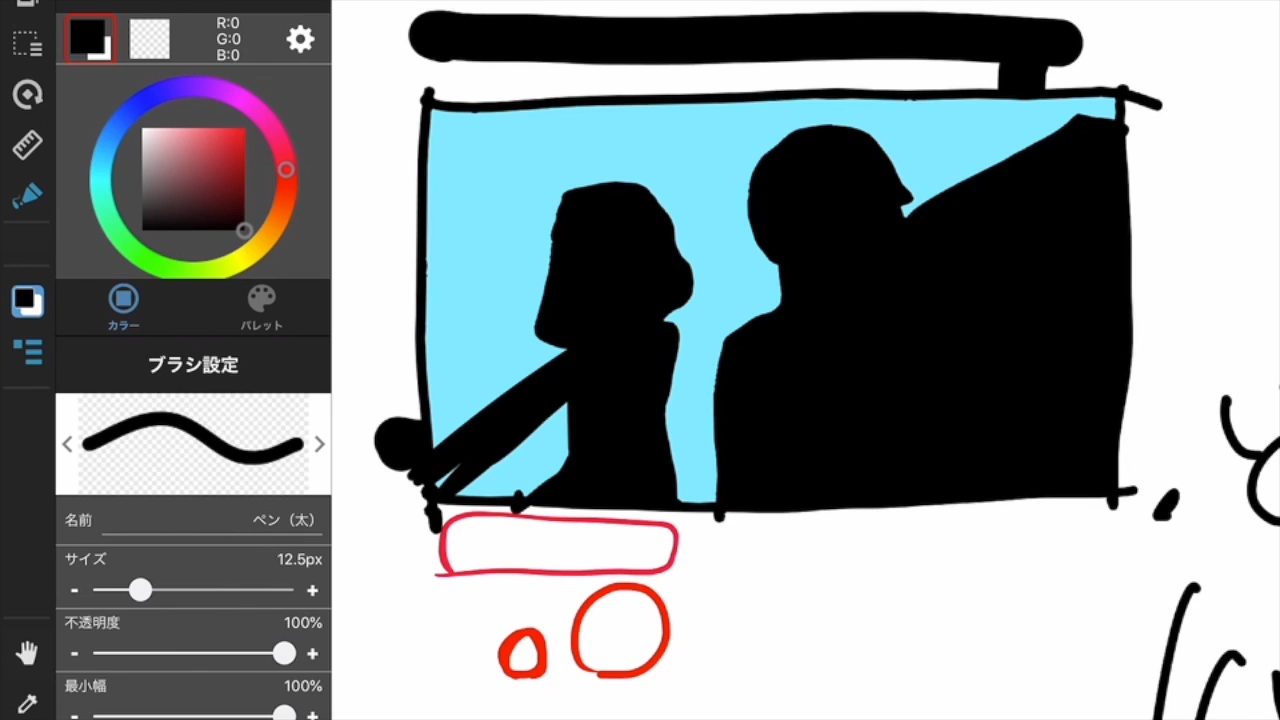 R:0
G:0
B:0
カラー
パレット
ブラシ設定
名前 ペン（太）
サイズ 12.5px
- +
不透明度 100%
- +
最小幅 100%
- +